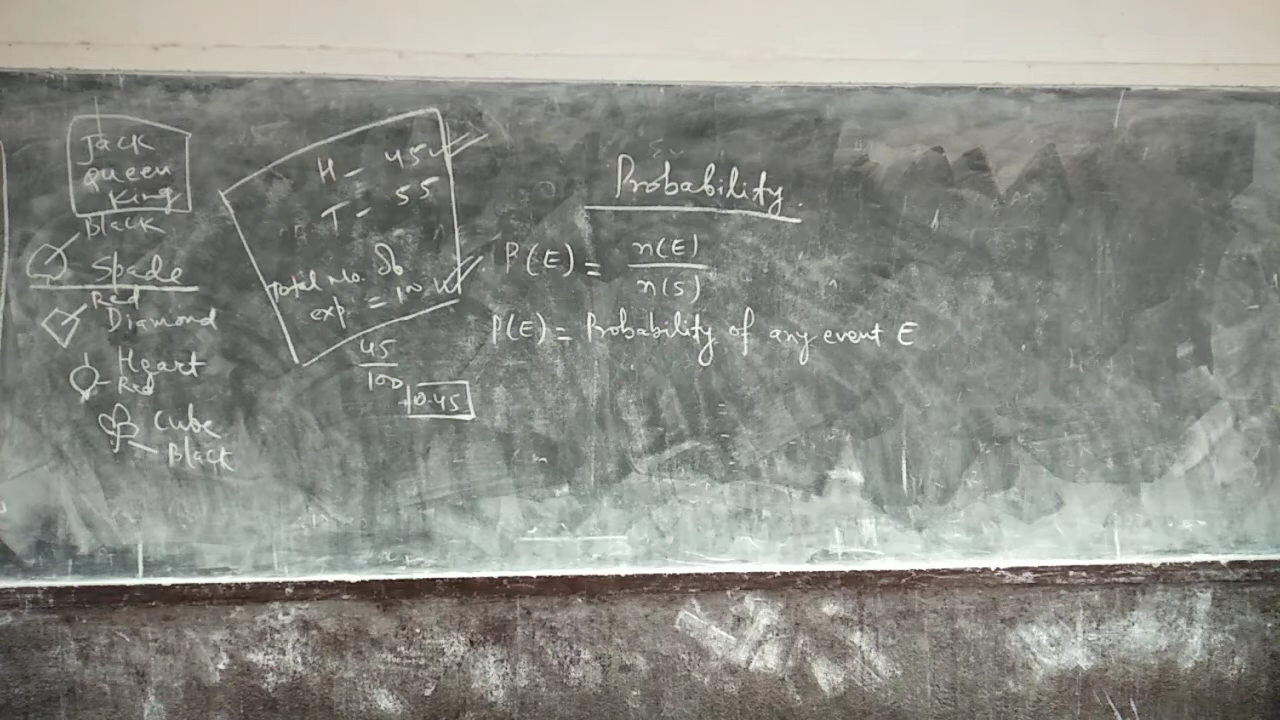 Jack
Queen
King
Black
Spade
Red
Diamond
Heart
Red
Cube
Black
H - 45
T - 55
Total No. of
exp. = 100
45
100
0.45
Probability.
P(E) = n(E)
n(S)
P(E) = Probability of any event E